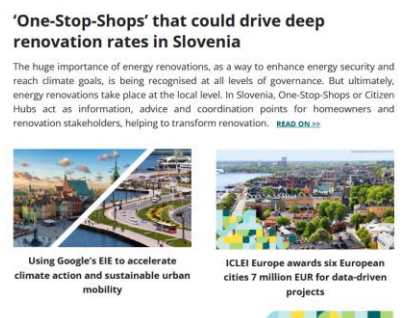 ‘One-Stop-Shops’ that could drive deep
renovation rates in Slovenia
The huge importance of energy renovations, as a way to enhance energy security and
reach climate goals, is being recognised at all levels of governance. But ultimately,
energy renovations take place at the local level. In Slovenia, One-Stop-Shops or Citizen
Hubs act as information, advice and coordination points for homeowners and
renovation stakeholders, helping to transform renovation. READ ON >>
Using Google’s EIE to accelerate
climate action and sustainable urban
mobility
ICLEI Europe awards six European
cities 7 million EUR for data-driven
projects